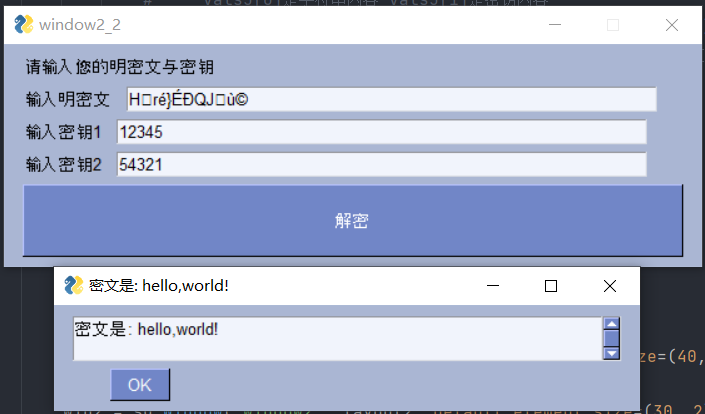 window2_2
请输入您的明密文与密钥
输入明密文 H□ré}ÉÐQJ□ù©
输入密钥1 12345
输入密钥2 54321
解密
密文是: hello,world!
密文是: hello,world!
ize=(40,
OK